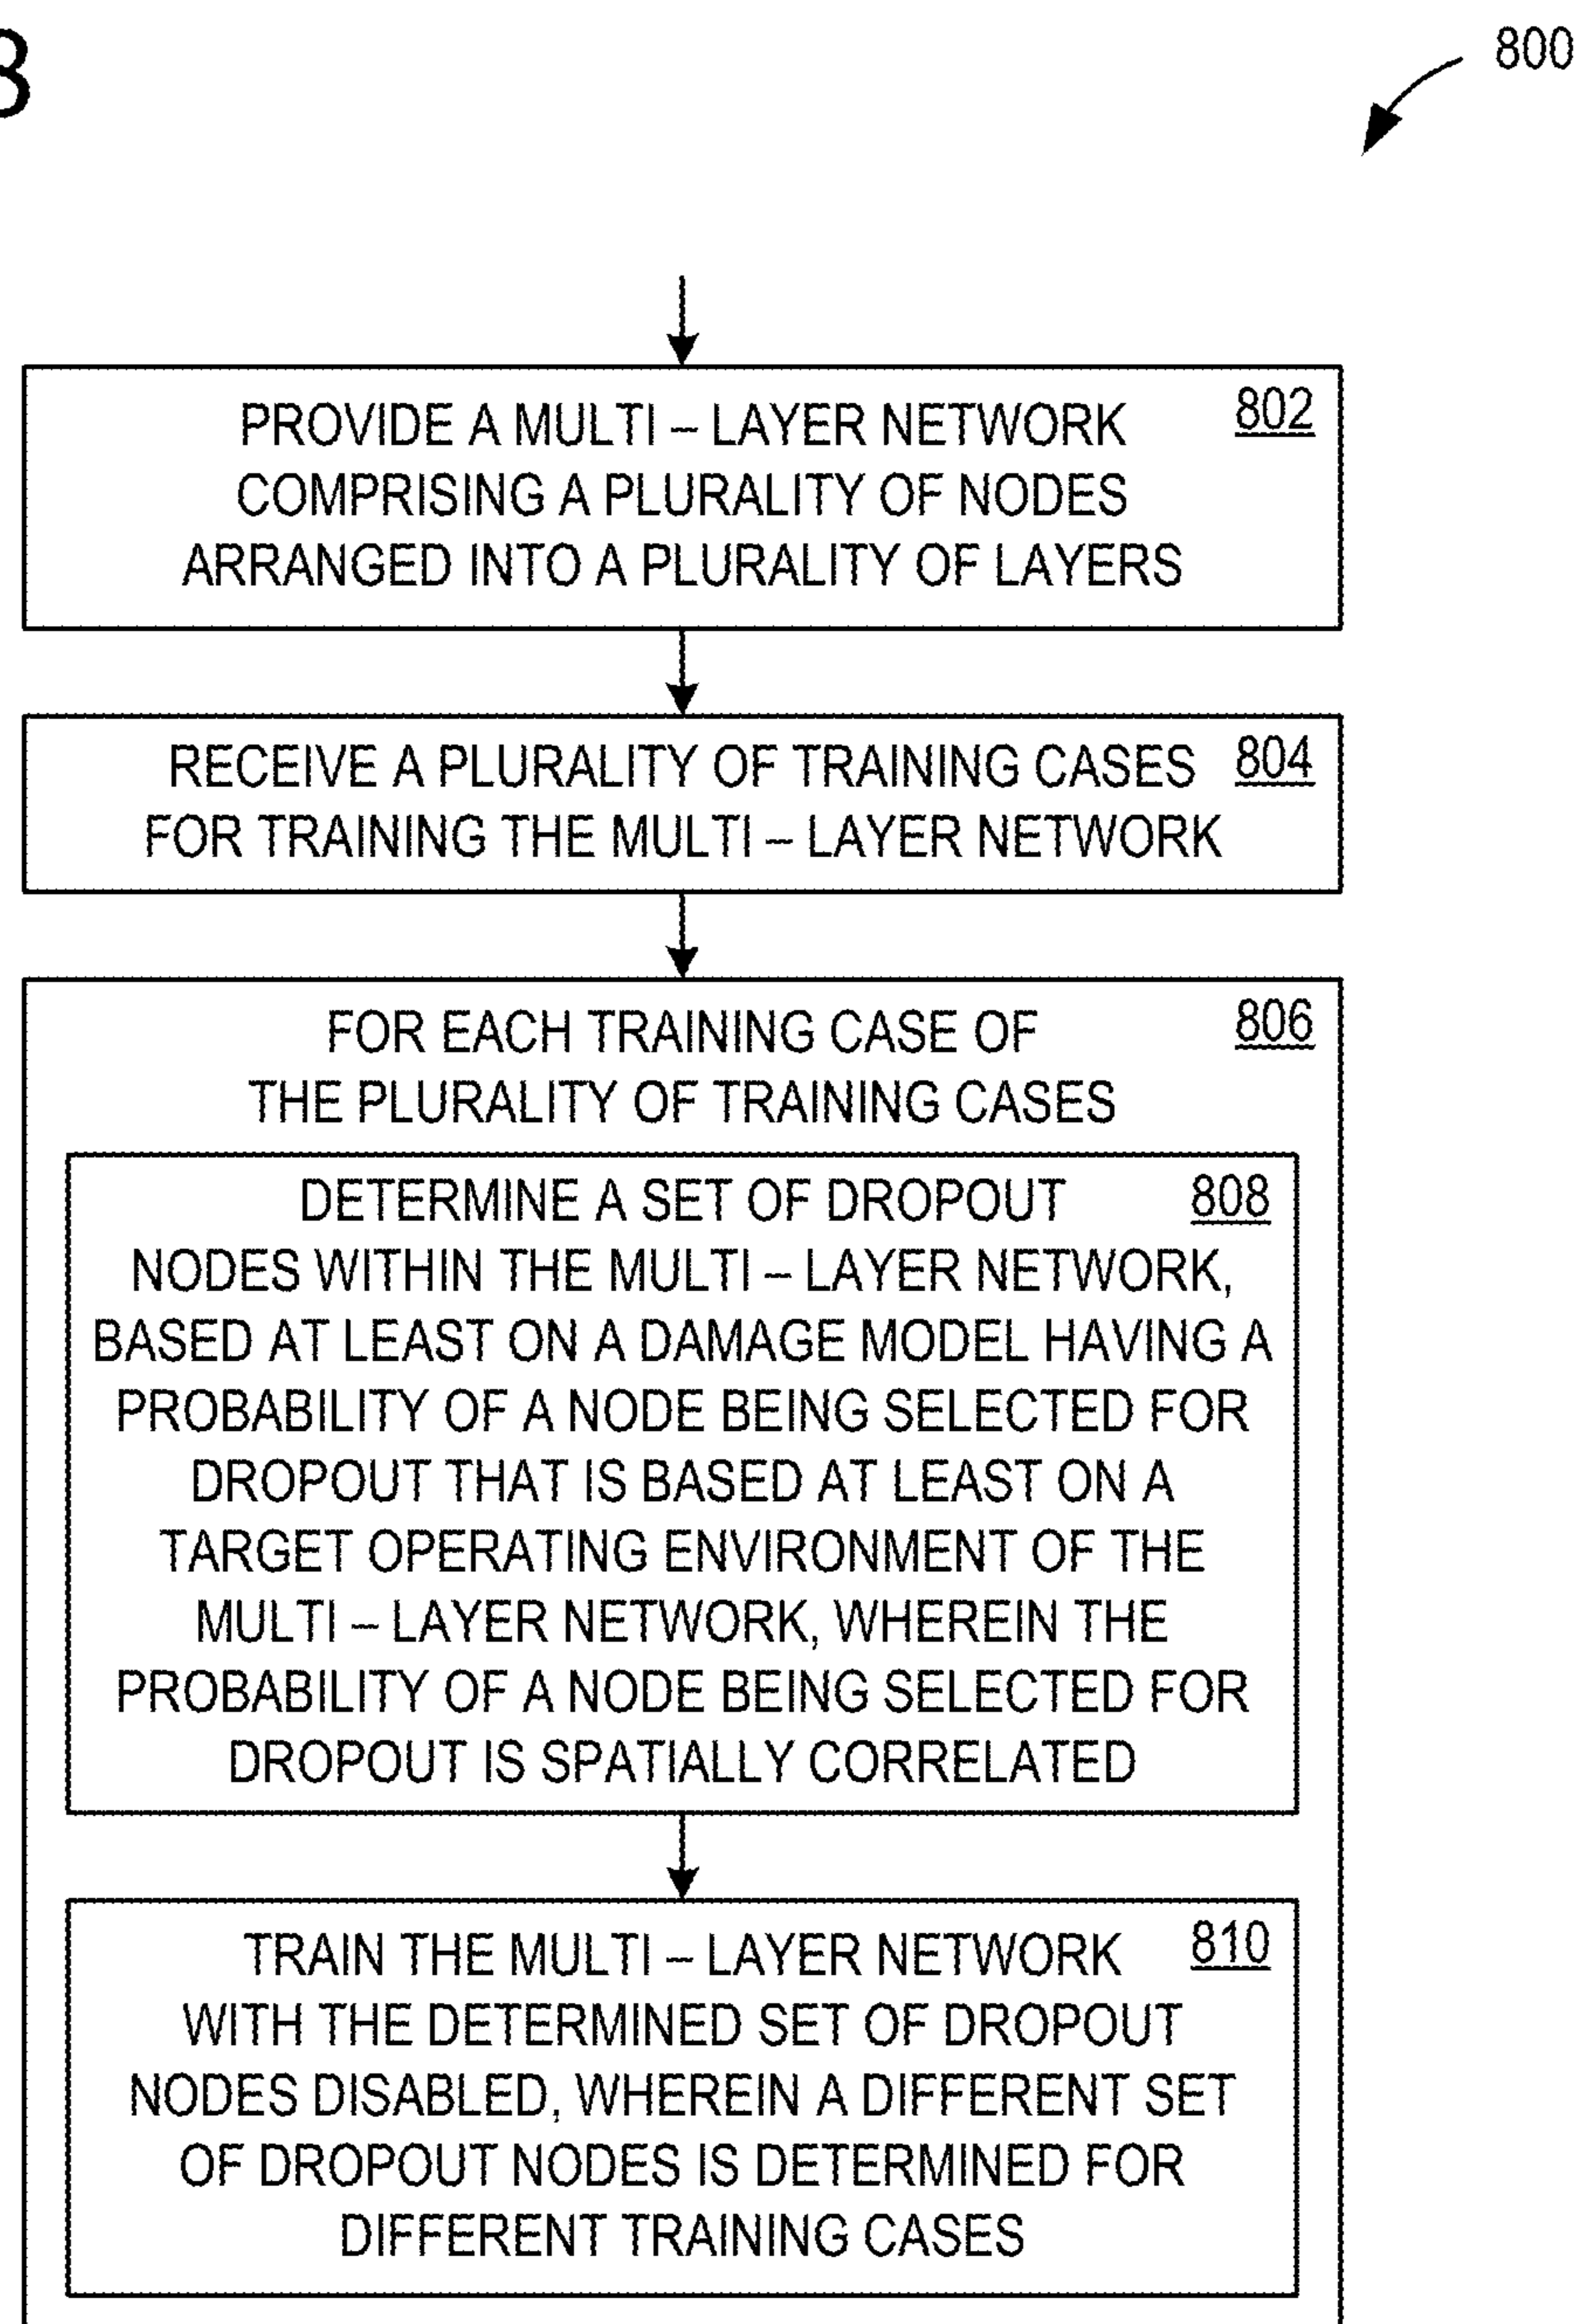 800
PROVIDE A MULTI – LAYER NETWORK 802
COMPRISING A PLURALITY OF NODES
ARRANGED INTO A PLURALITY OF LAYERS
RECEIVE A PLURALITY OF TRAINING CASES 804
FOR TRAINING THE MULTI – LAYER NETWORK
FOR EACH TRAINING CASE OF 806
THE PLURALITY OF TRAINING CASES
DETERMINE A SET OF DROPOUT 808
NODES WITHIN THE MULTI – LAYER NETWORK,
BASED AT LEAST ON A DAMAGE MODEL HAVING A
PROBABILITY OF A NODE BEING SELECTED FOR
DROPOUT THAT IS BASED AT LEAST ON A
TARGET OPERATING ENVIRONMENT OF THE
MULTI – LAYER NETWORK, WHEREIN THE
PROBABILITY OF A NODE BEING SELECTED FOR
DROPOUT IS SPATIALLY CORRELATED
TRAIN THE MULTI – LAYER NETWORK 810
WITH THE DETERMINED SET OF DROPOUT
NODES DISABLED, WHEREIN A DIFFERENT SET
OF DROPOUT NODES IS DETERMINED FOR
DIFFERENT TRAINING CASES